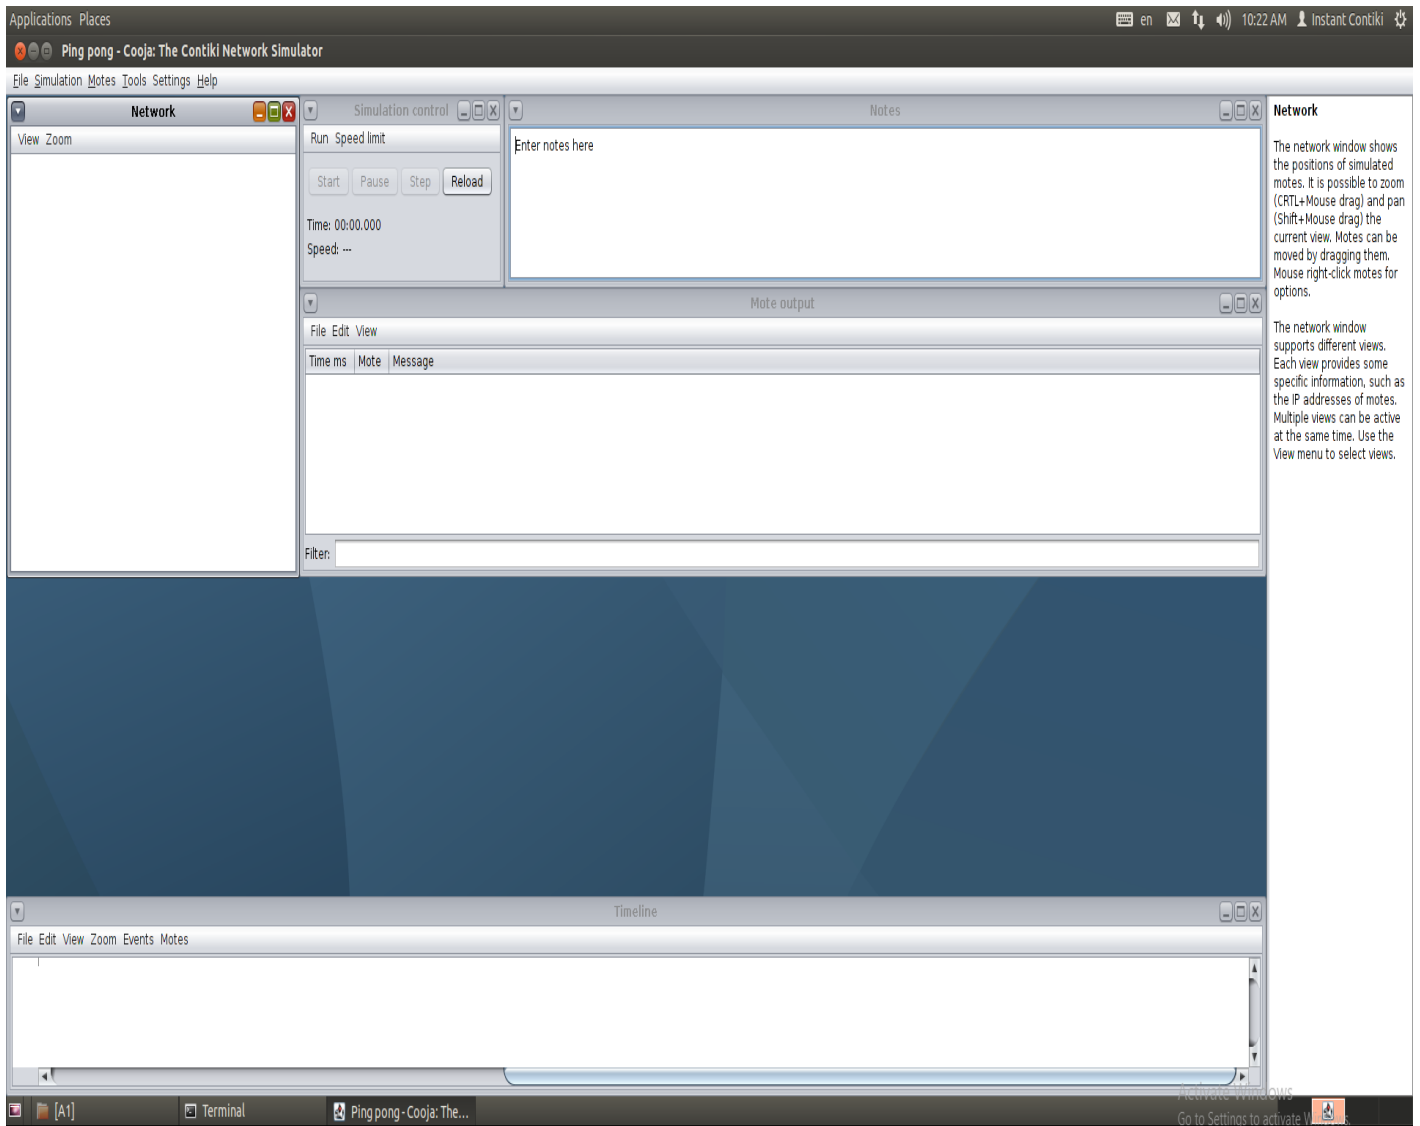 Applications Places
en 10:22 AM Instant Contiki
Ping pong - Cooja: The Contiki Network Simulator
File Simulation Motes Tools Settings Help
Network
View Zoom
Simulation control
Run Speed limit
Start Pause Step Reload
Time: 00:00.000
Speed: ---
Notes
Enter notes here
Mote output
File Edit View
Time ms Mote Message
Filter:
Network
The network window shows
the positions of simulated
motes. It is possible to zoom
(CRTL+Mouse drag) and pan
(Shift+Mouse drag) the
current view. Motes can be
moved by dragging them.
Mouse right-click motes for
options.
The network window
supports different views.
Each view provides some
specific information, such as
the IP addresses of motes.
Multiple views can be active
at the same time. Use the
View menu to select views.
Timeline
File Edit View Zoom Events Motes
[A1]
Terminal
Ping pong - Cooja: The...
Activate Windows
Go to Settings to activate